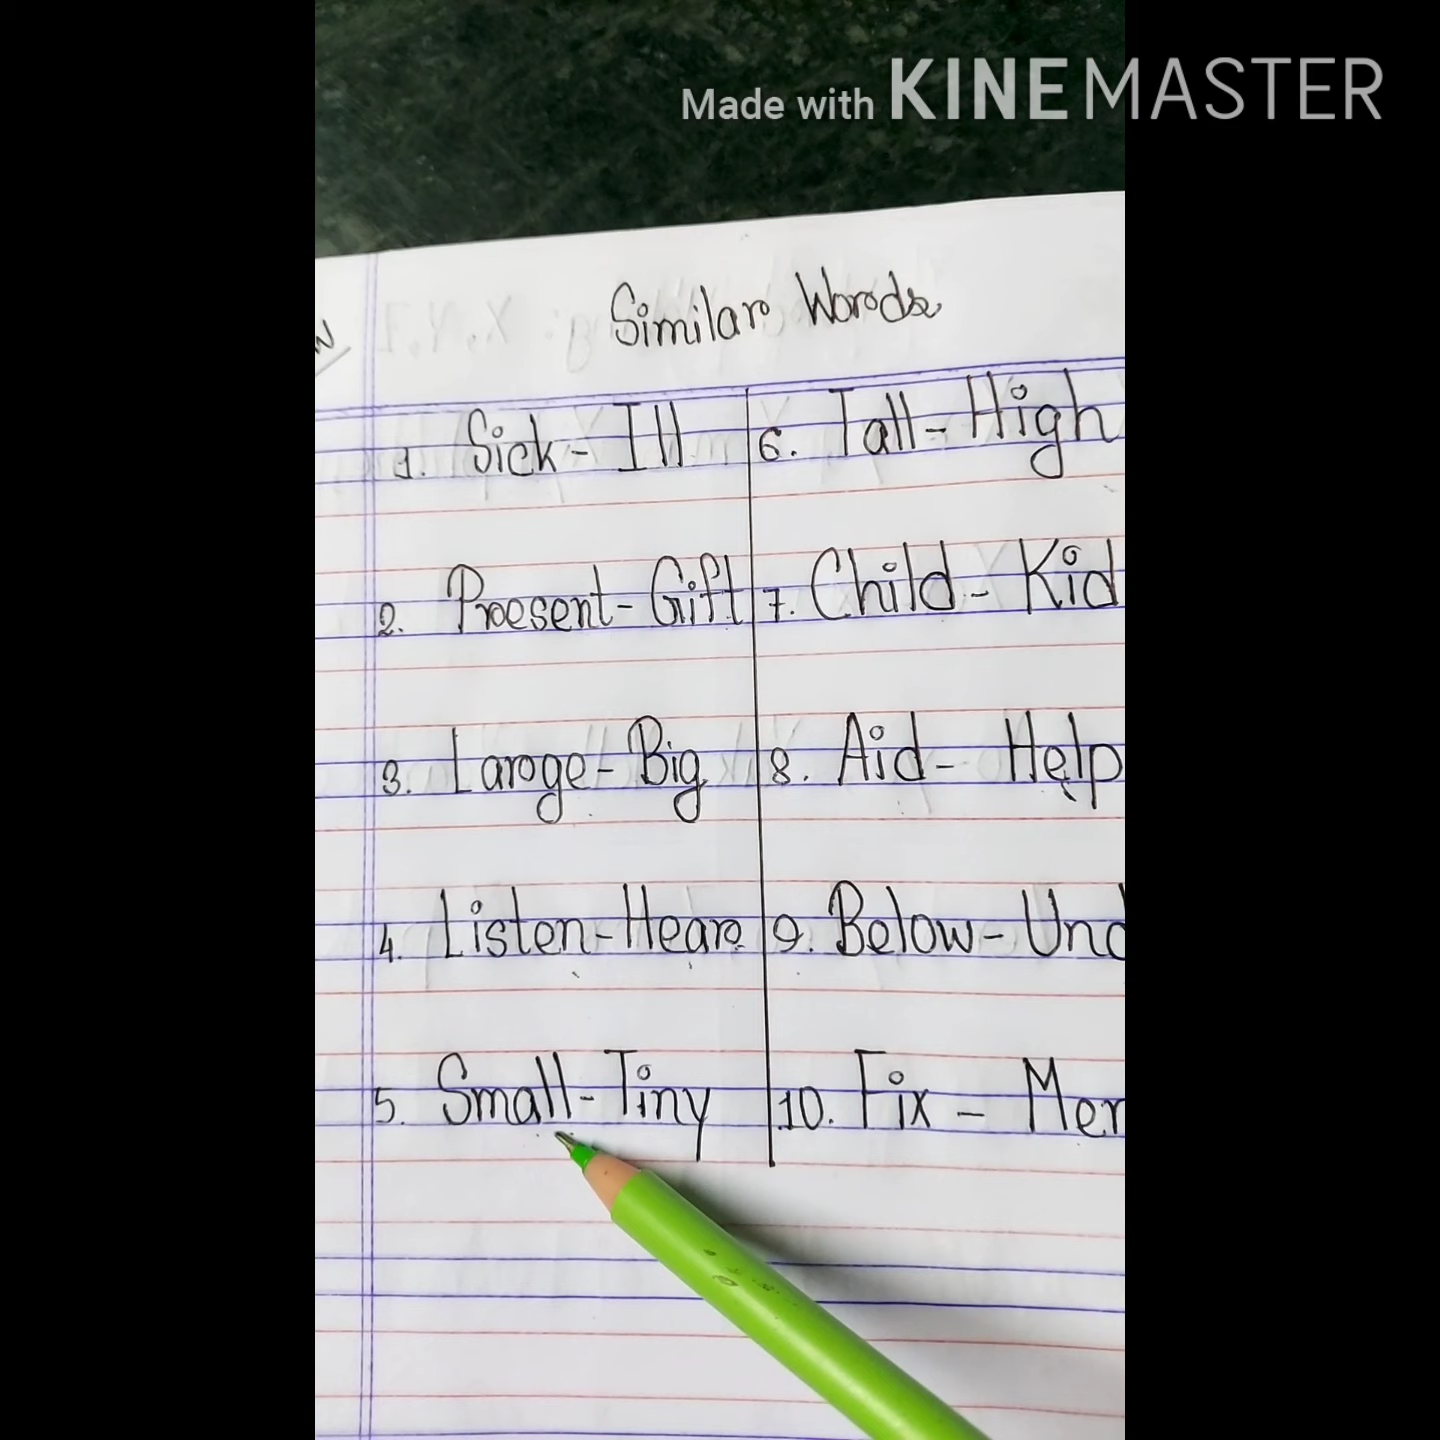 Made with KINEMASTER
Similar Words
1. Sick - Ill
2. Present - Gift
3. Large - Big
4. Listen - Hear
5. Small - Tiny
6. Tall - High
7. Child - Kid
8. Aid - Help
9. Below -
10. Fix -